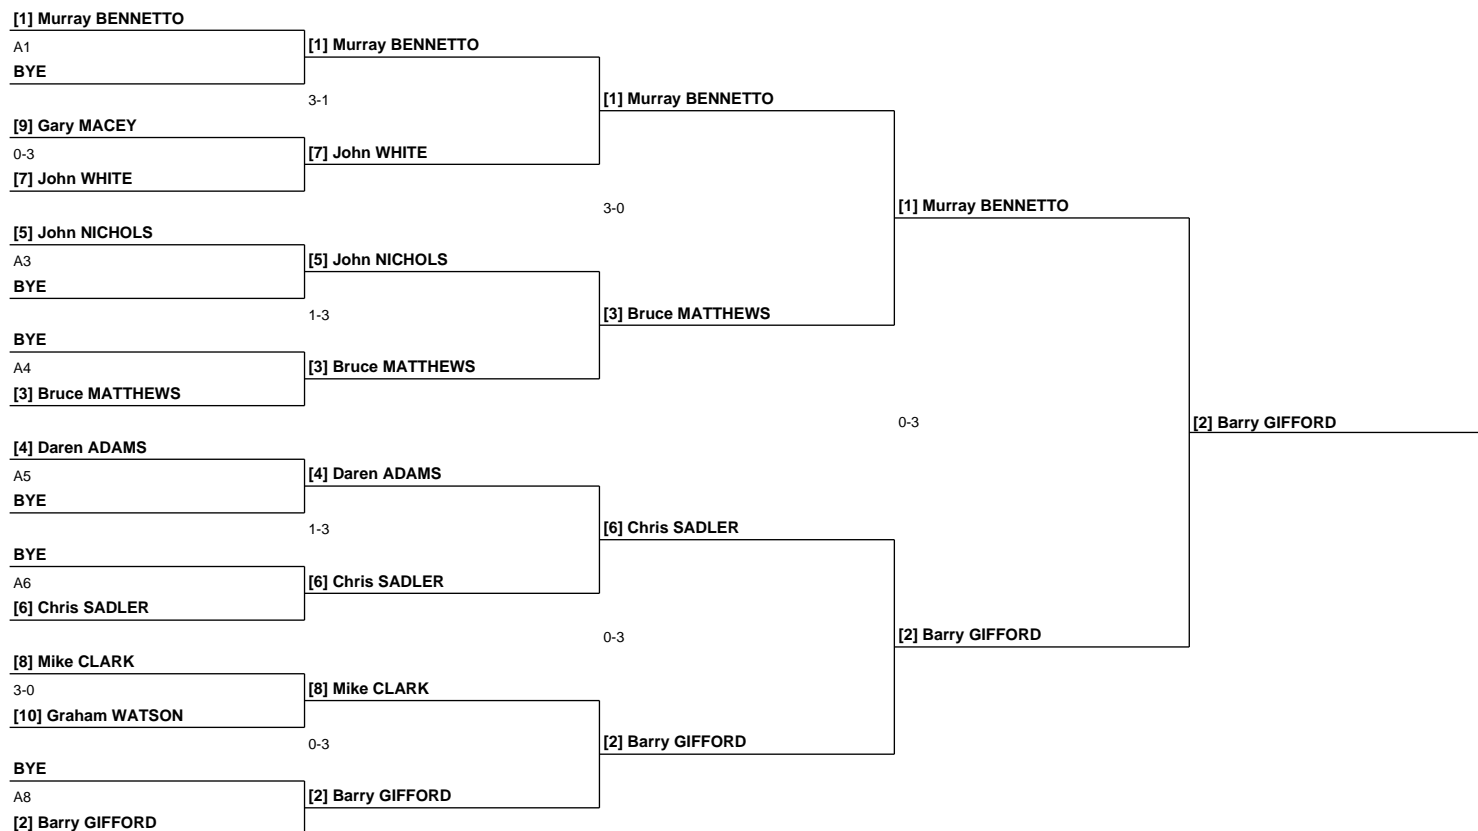 [1] Murray BENNETTO
A1
BYE
[9] Gary MACEY
0-3
[7] John WHITE
[5] John NICHOLS
A3
BYE
BYE
A4
[3] Bruce MATTHEWS
[4] Daren ADAMS
A5
BYE
BYE
A6
[6] Chris SADLER
[8] Mike CLARK
3-0
[10] Graham WATSON
BYE
A8
[2] Barry GIFFORD
[1] Murray BENNETTO
3-1
[7] John WHITE
[5] John NICHOLS
1-3
[3] Bruce MATTHEWS
[4] Daren ADAMS
1-3
[6] Chris SADLER
[8] Mike CLARK
0-3
[2] Barry GIFFORD
[1] Murray BENNETTO
3-0
[3] Bruce MATTHEWS
[6] Chris SADLER
0-3
[2] Barry GIFFORD
[1] Murray BENNETTO
0-3
[2] Barry GIFFORD
[2] Barry GIFFORD